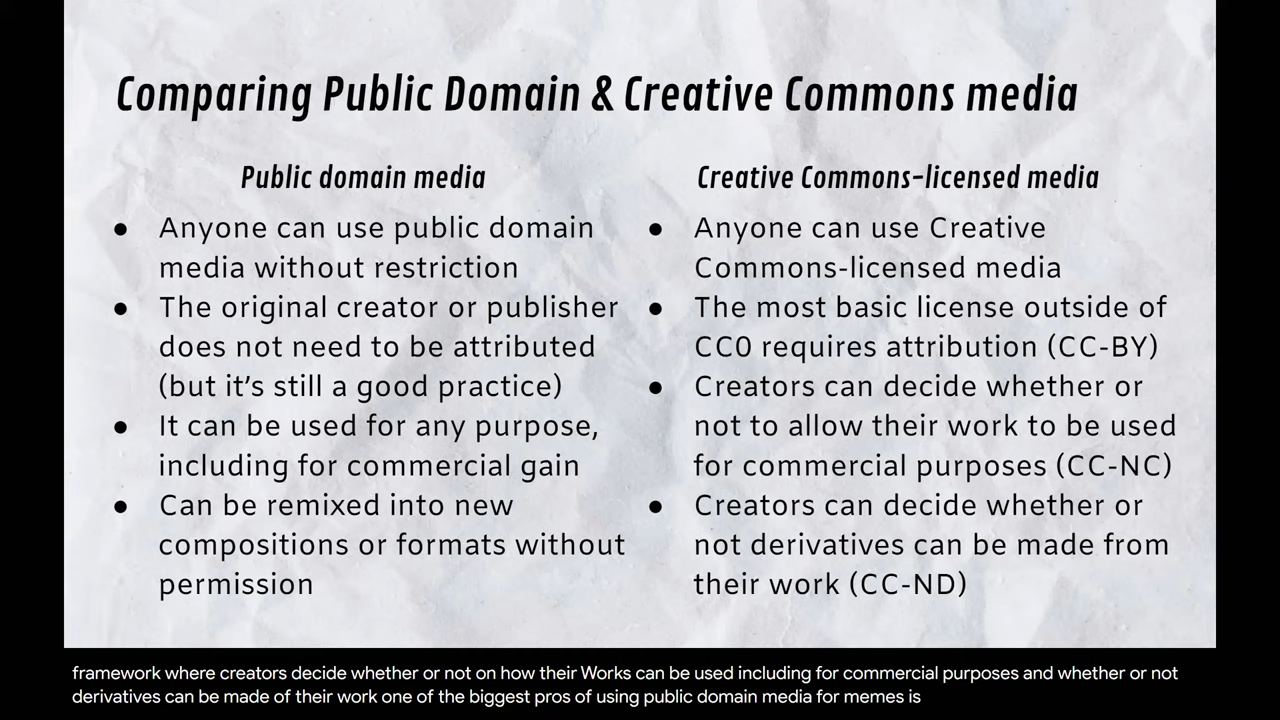 Comparing Public Domain & Creative Commons media
Public domain media
● Anyone can use public domain
media without restriction
● The original creator or publisher
does not need to be attributed
(but it's still a good practice)
● It can be used for any purpose,
including for commercial gain
● Can be remixed into new
compositions or formats without
permission
Creative Commons-licensed media
● Anyone can use Creative
Commons-licensed media
● The most basic license outside of
CC0 requires attribution (CC-BY)
● Creators can decide whether or
not to allow their work to be used
for commercial purposes (CC-NC)
● Creators can decide whether or
not derivatives can be made from
their work (CC-ND)
framework where creators decide whether or not on how their Works can be used including for commercial purposes and whether or not
derivatives can be made of their work one of the biggest pros of using public domain media for memes is